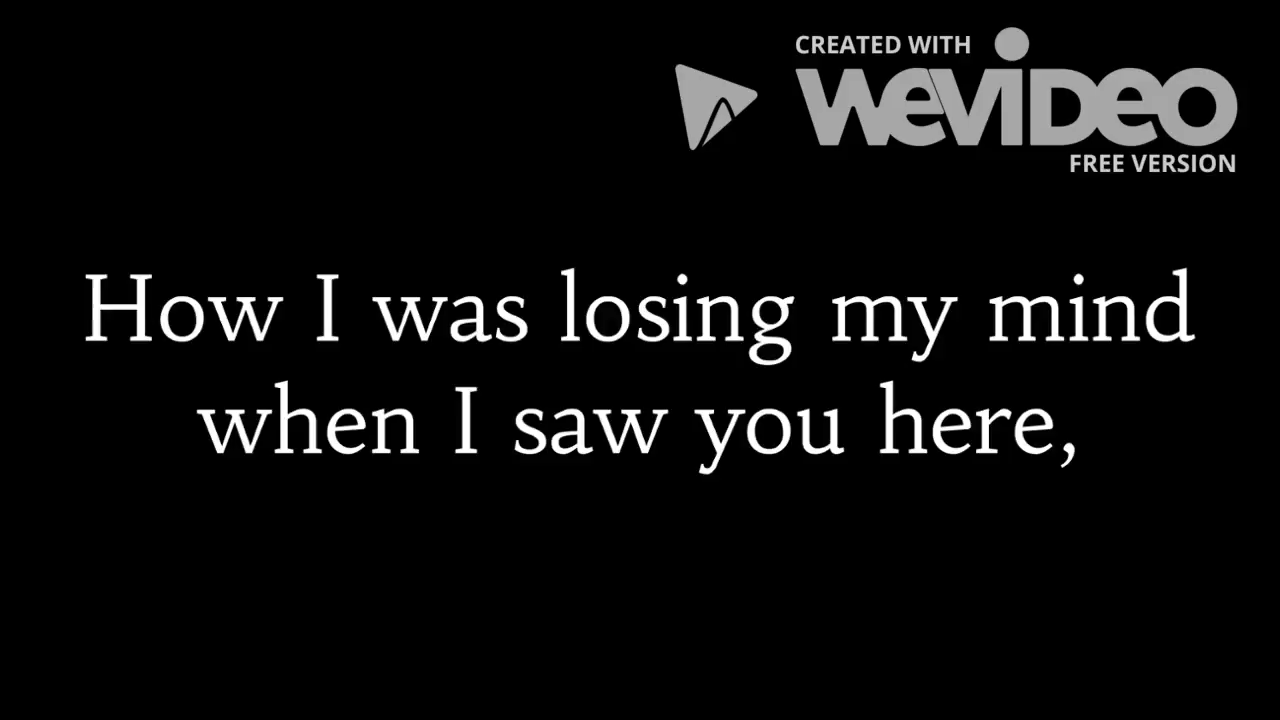 CREATED WITH
WEVIDEO
FREE VERSION
How I was losing my mind
when I saw you here,